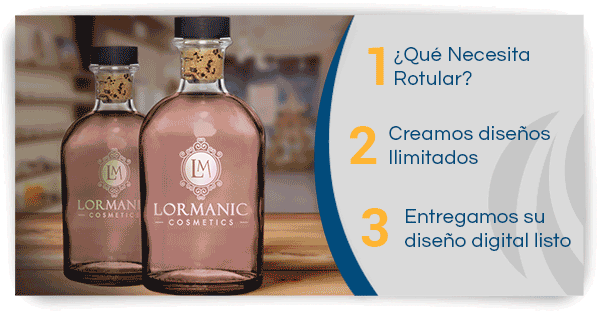 LM
LORMANIC
COSMETICS
LM
LORMANIC
COSMETICS
1
¿Qué Necesita
Rotular?
2
Creamos diseños
Ilimitados
3
Entregamos su
diseño digital listo